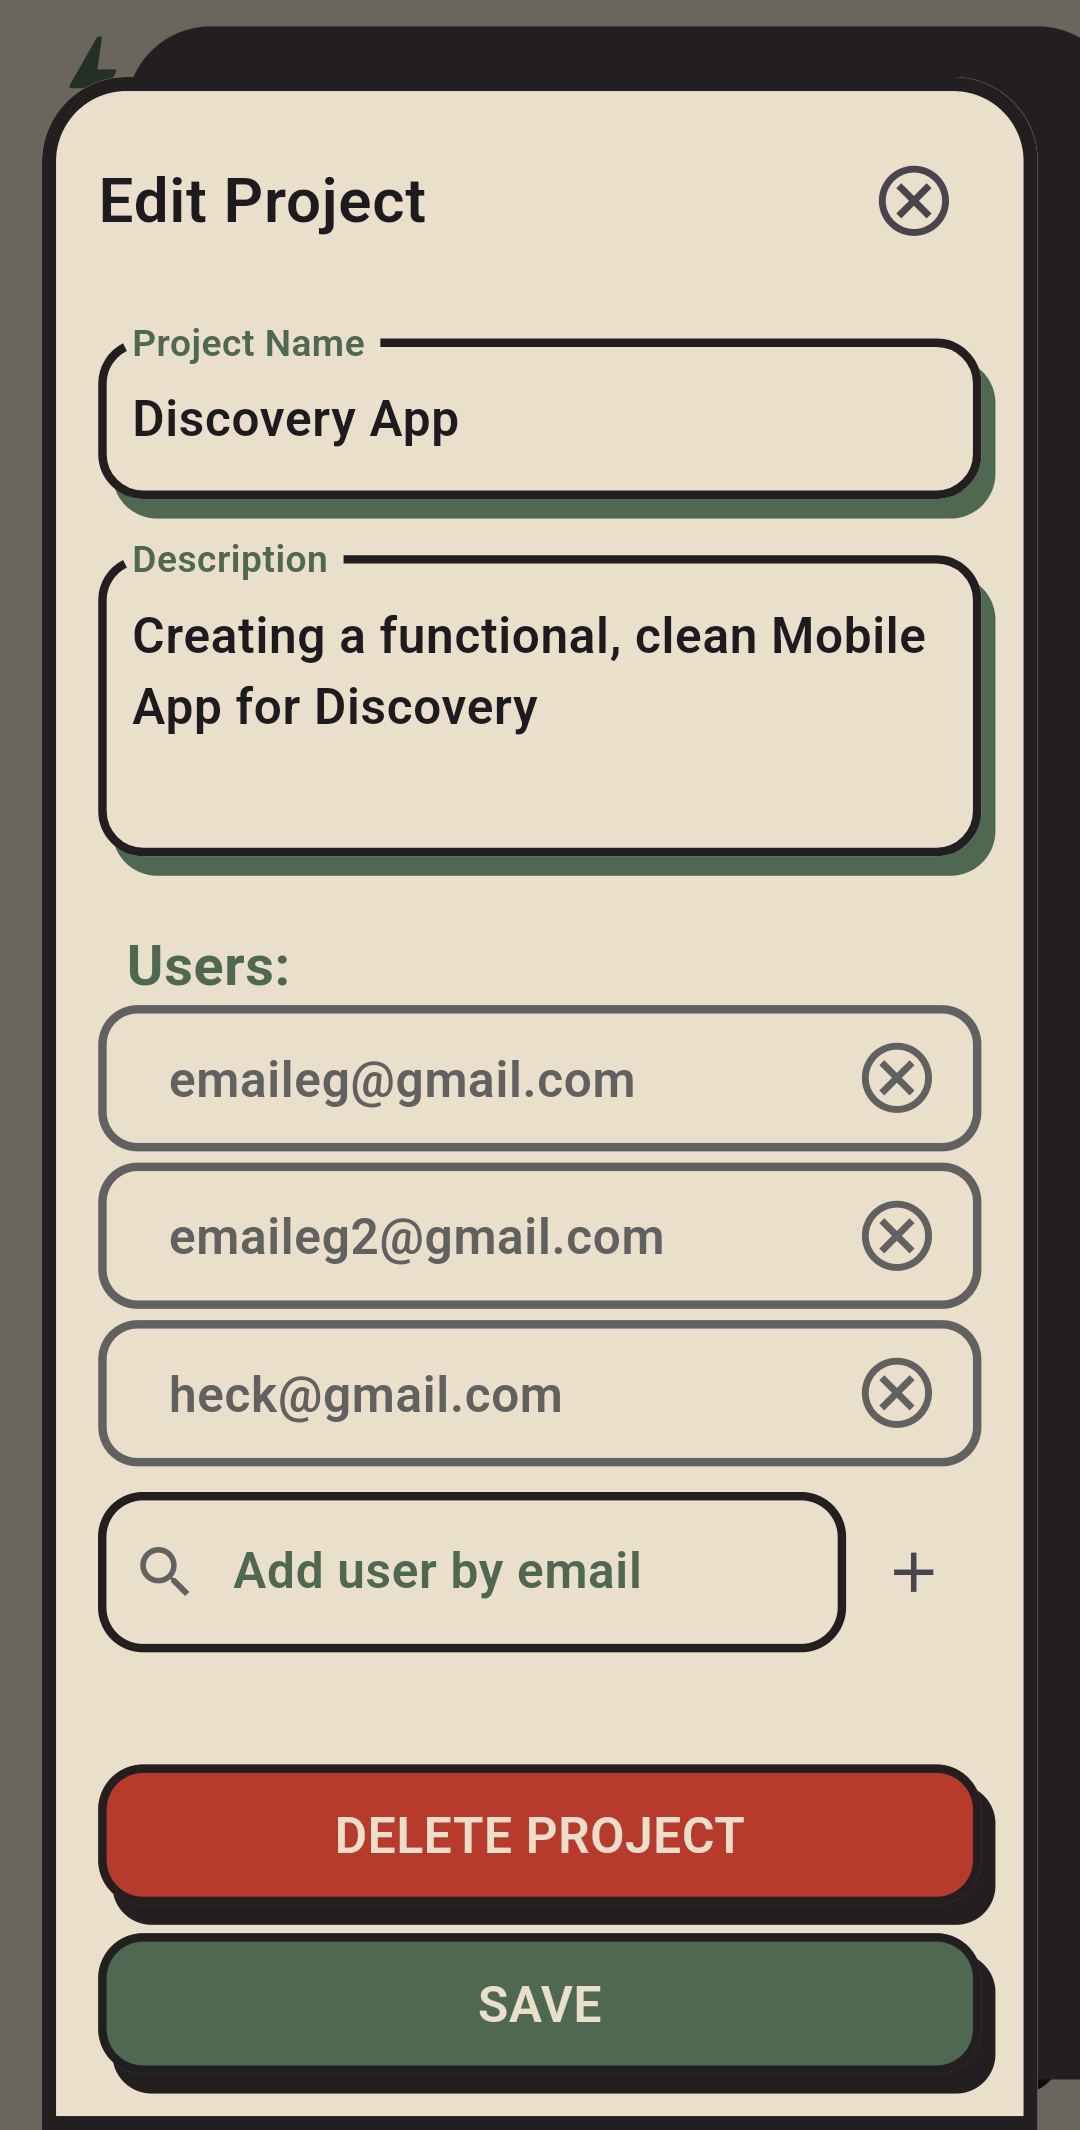 Edit Project
Project Name
Discovery App
Description
Creating a functional, clean Mobile
App for Discovery
Users:
emaileg@gmail.com
emaileg2@gmail.com
heck@gmail.com
Add user by email
DELETE PROJECT
SAVE